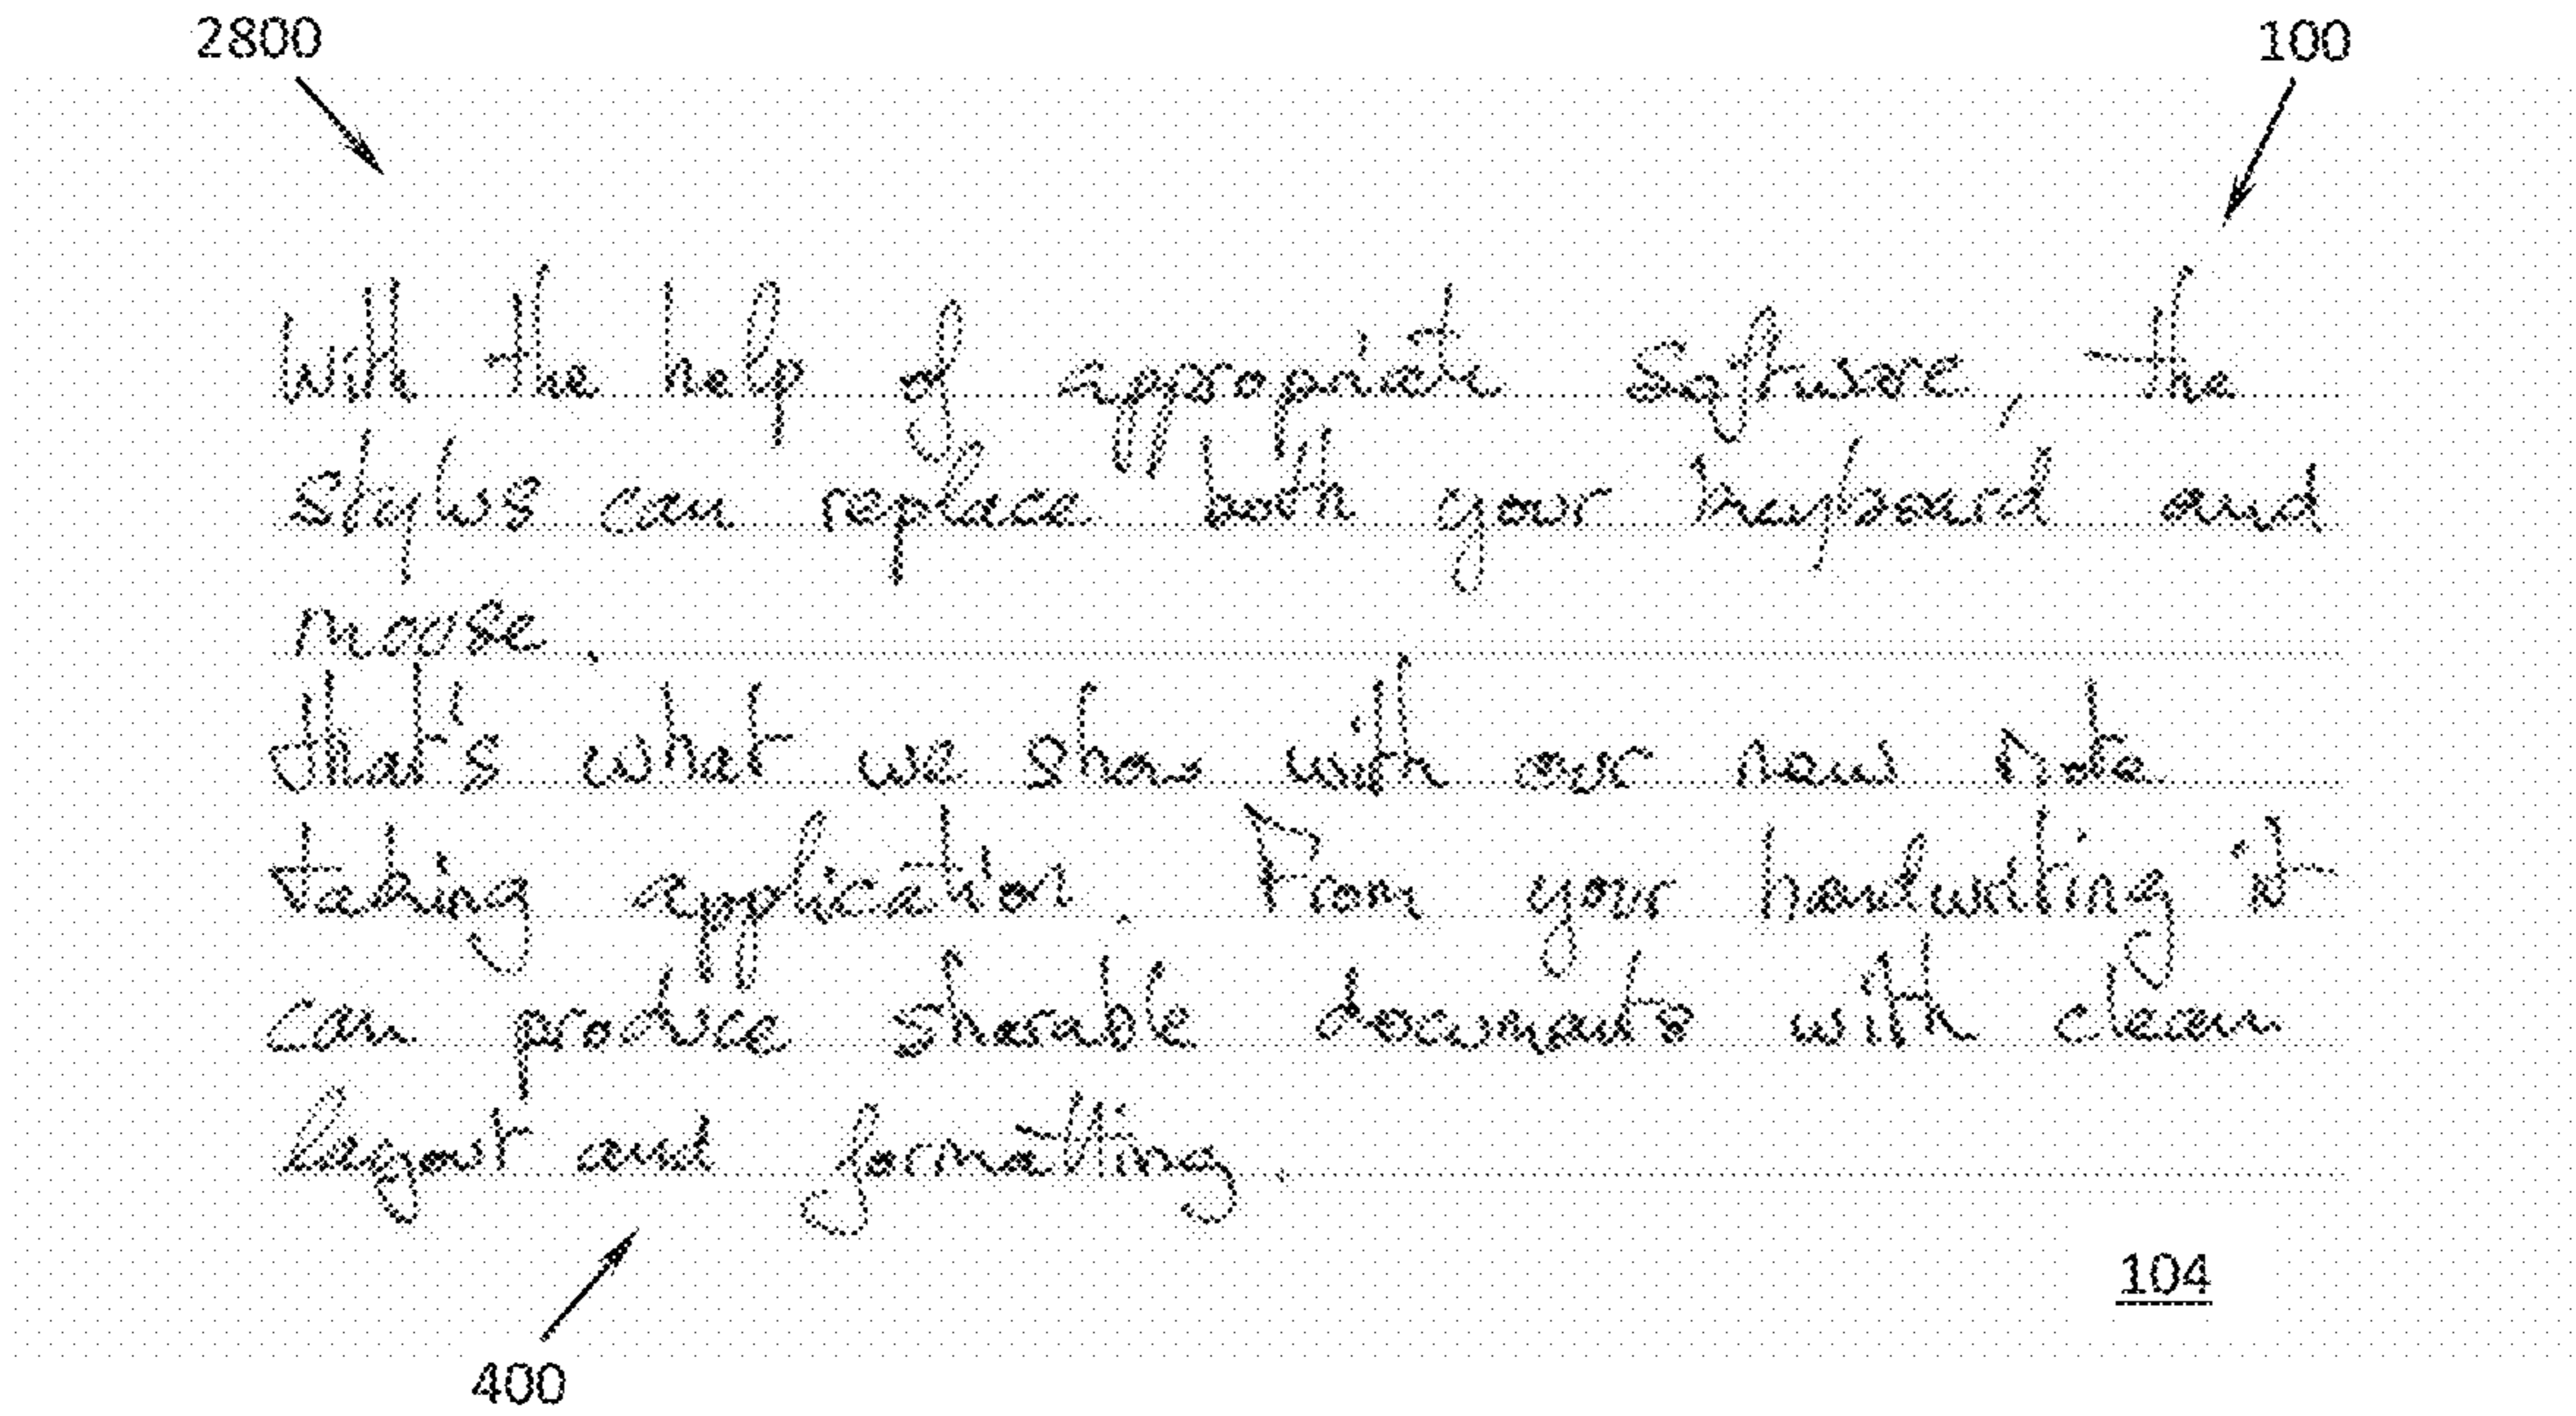 2800
100
With the help of appropriate Software, the
stylus can replace both your keyboard and
moose.
that's what we show with our new note
taking application. From your handwriting it
can produce sharable documents with clean
layout and formatting.
104
400